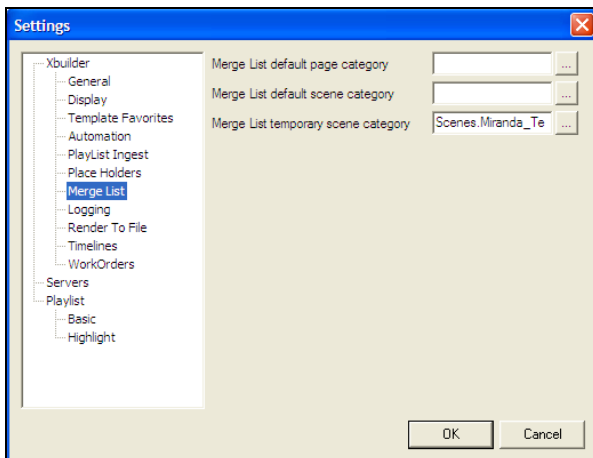 Settings
Xbuilder
General
Display
Template Favorites
Automation
PlayList Ingest
Place Holders
Merge List
Logging
Render To File
Timelines
WorkOrders
Servers
Playlist
Basic
Highlight
Merge List default page category
...
Merge List default scene category
...
Merge List temporary scene category Scenes.Miranda_Te ...
OK Cancel